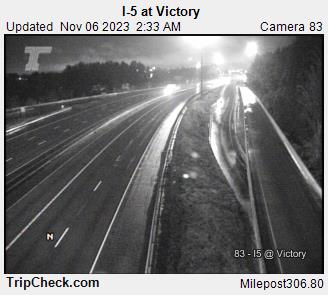 I-5 at Victory
Updated Nov 06 2023 2:33 AM Camera 83
T
N
83 - I5 @ Victory
TripCheck.com Milepost306.80